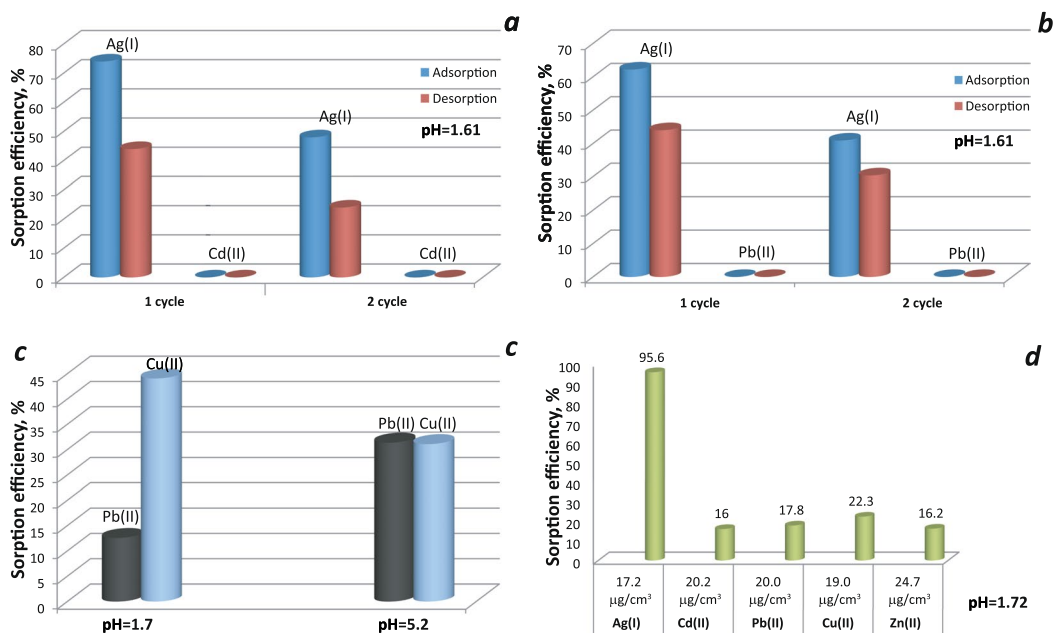 a
80
70
60
50
40
30
20
10
0
Sorption efficiency, %
Ag(I)
Ag(I)
Cd(II)
Cd(II)
Adsorption
Desorption
pH=1.61
1 cycle
2 cycle
b
70
60
50
40
30
20
10
0
Sorption efficiency, %
Ag(I)
Ag(I)
Pb(II)
Pb(II)
Adsorption
Desorption
pH=1.61
1 cycle
2 cycle
c
c
45
40
35
30
25
20
15
10
5
0
Sorption efficiency, %
Cu(II)
Pb(II)
Pb(II) Cu(II)
pH=1.7
pH=5.2
d
100
90
80
70
60
50
40
30
20
10
0
Sorption efficiency, %
95.6
16
17.8
22.3
16.2
17.2 20.2 20.0 19.0 24.7
µg/cm³ µg/cm³ µg/cm³ µg/cm³ µg/cm³
Ag(I) Cd(II) Pb(II) Cu(II) Zn(II)
pH=1.72